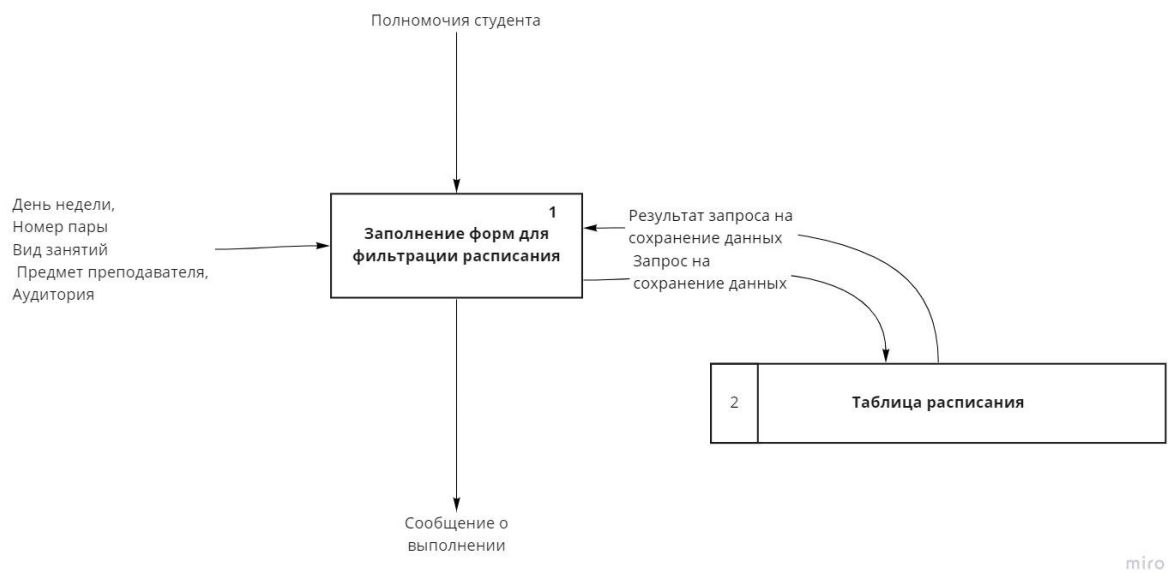 Полномочия студента
День недели,
Номер пары
Вид занятий
Предмет преподавателя,
Аудитория
1
Заполнение форм для
фильтрации расписания
Результат запроса на
сохранение данных
Запрос на
сохранение данных
2
Таблица расписания
Сообщение о
выполнении
miro